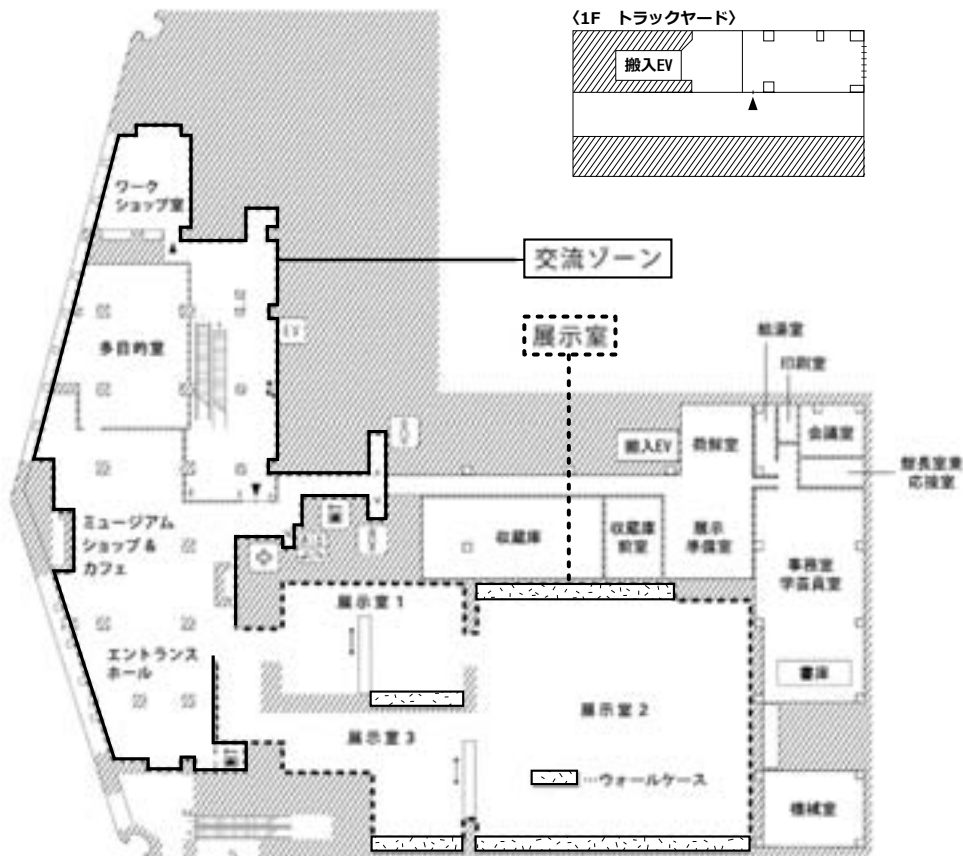 〈1F トラックヤード〉
搬入EV
ワーク
ショップ室
交流ゾーン
多目的室
EV
展示室
給湯室
印刷室
搬入EV
荷解室
会議室
館長室兼
応接室
ミュージアム
ショップ &
カフェ
収蔵庫
収蔵庫
前室
展示
準備室
事務室
学芸員室
展示室 1
エントランス
ホール
書庫
展示室 2
展示室 3
…ウォールケース
機械室